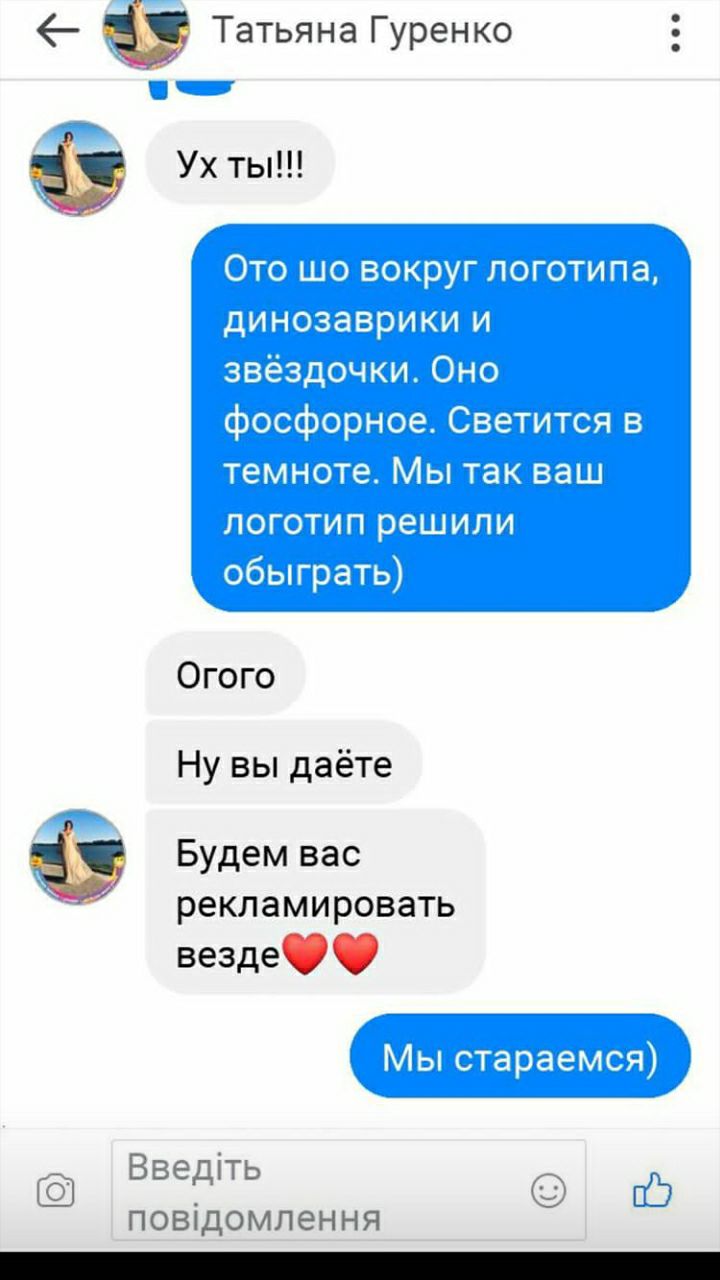 Татьяна Гуренко
Ух ты!!!
Ото шо вокруг логотипа,
динозаврики и
звёздочки. Оно
фосфорное. Светится в
темноте. Мы так ваш
логотип решили
обыграть)
Огого
Ну вы даёте
Будем вас
рекламировать
везде❤️❤️
Мы стараемся)
Введіть
повідомлення